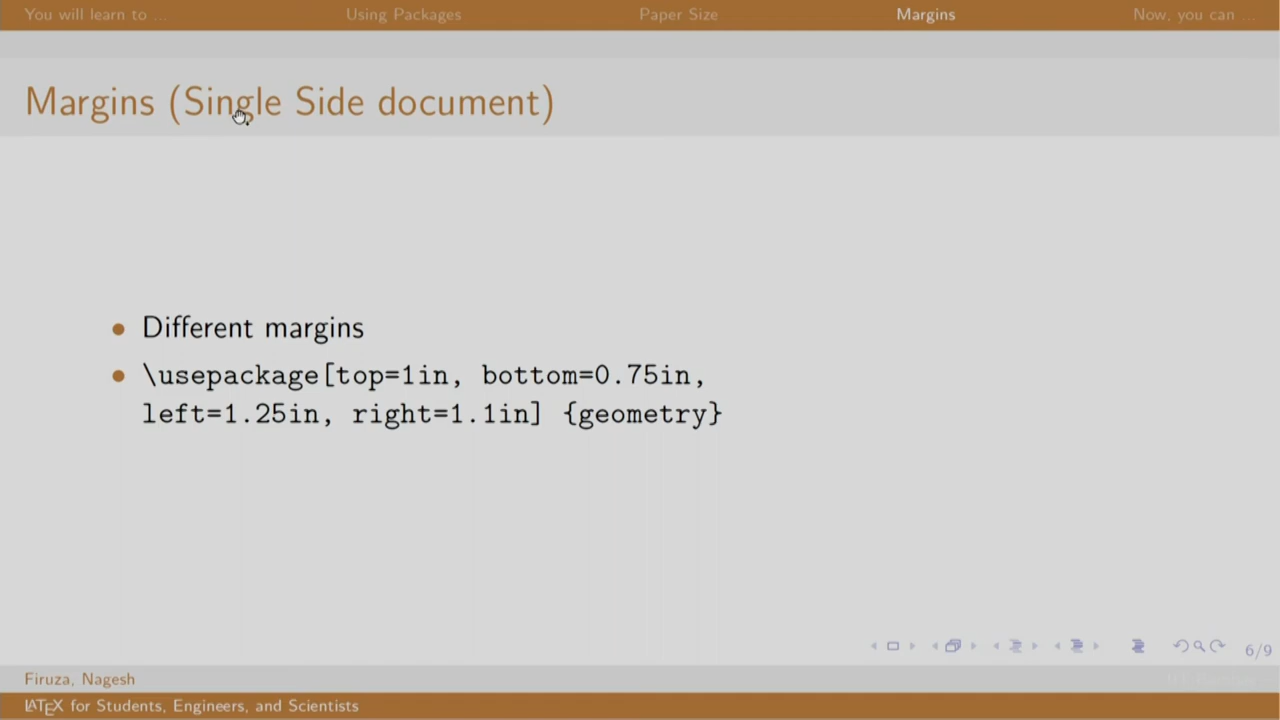 You will learn to ... Using Packages Paper Size Margins Now, you can ...
Margins (Single Side document)
• Different margins
• \usepackage[top=1in, bottom=0.75in,
left=1.25in, right=1.1in] {geometry}
6/9
Firuza, Nagesh
LATEX for Students, Engineers, and Scientists